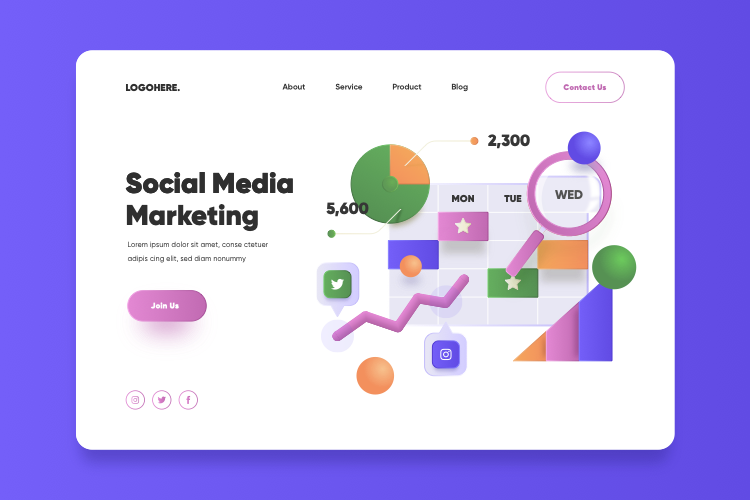 LOGOHERE.
About
Service
Product
Blog
Contact Us
2,300
Social Media
Marketing
5,600
MON
TUE
WED
Lorem ipsum dolor sit amet, conse ctetuer
adipis cing elit, sed diam nonummy
Join Us